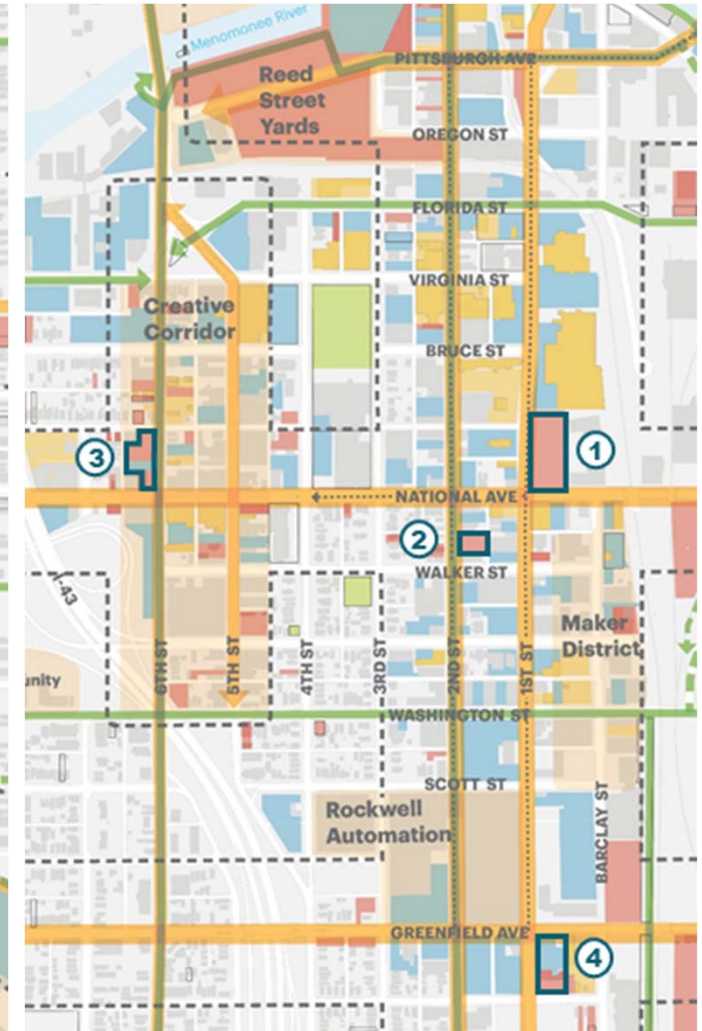 Menomonee River
PITTSBURGH AVE
Reed
Street
Yards
OREGON ST
FLORIDA ST
VIRGINIA ST
Creative
Corridor
BRUCE ST
1
3
NATIONAL AVE
2
WALKER ST
I-43
Maker
District
unity
6TH ST
5TH ST
4TH ST
3RD ST
2ND ST
1ST ST
WASHINGTON ST
SCOTT ST
Rockwell
Automation
BARCLAY ST
GREENFIELD AVE
4